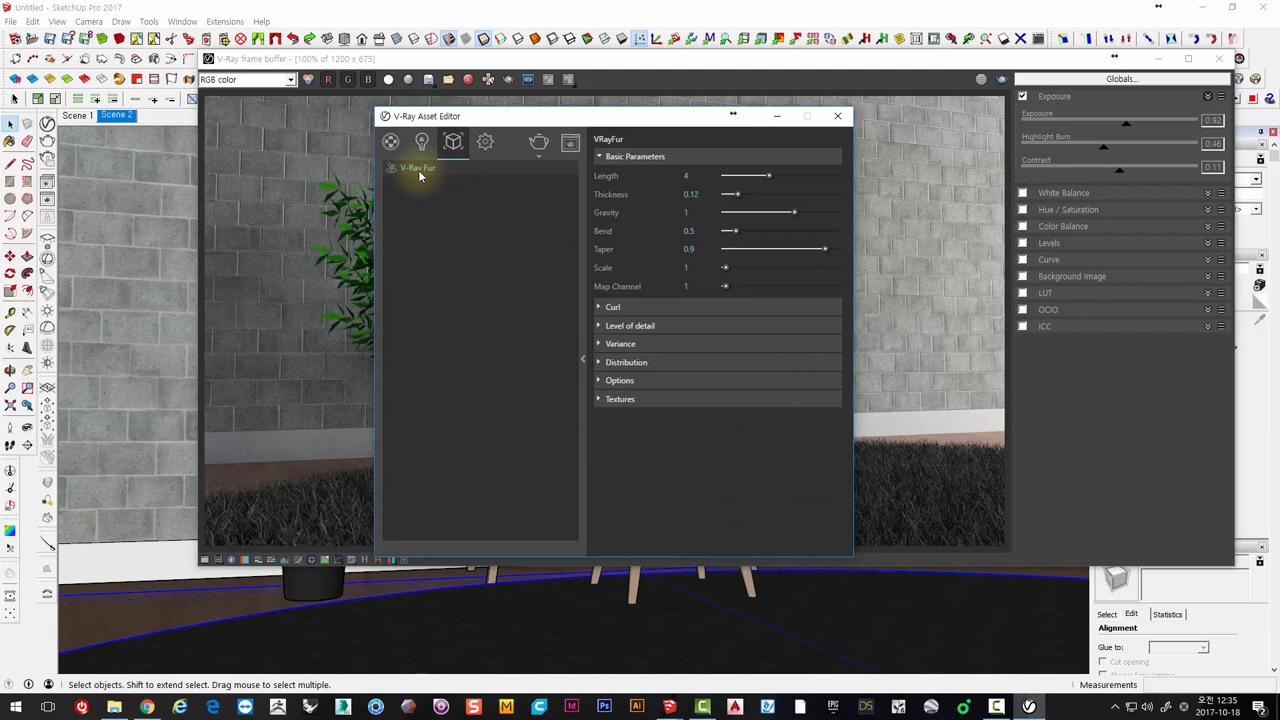 Untitled - SketchUp Pro 2017
File Edit View Camera Draw Tools Window Extensions Help
V-Ray frame buffer - [100% of 1200 x 675]
RGB color
R G B
Globals...
Scene 1 Scene 2
V-Ray Asset Editor
V-Ray Fur
VRayFur
Basic Parameters
Length 4
Thickness 0.12
Gravity 1
Bend 0.5
Taper 0.9
Scale 1
Map Channel 1
Curl
Level of detail
Variance
Distribution
Options
Textures
Exposure
Exposure 0.92
Highlight Burn 0.46
Contrast 0.11
White Balance
Hue / Saturation
Color Balance
Levels
Curve
Background Image
LUT
OCIO
ICC
Select Edit Statistics
Alignment
Glue to:
Cut opening
Select objects. Shift to extend select. Drag mouse to select multiple.
Measurements
오전 12:35
2017-10-18